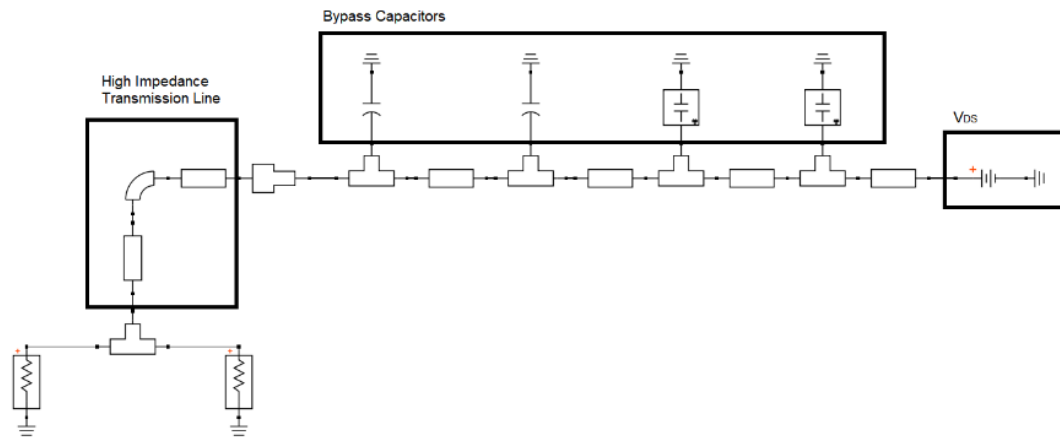 Bypass Capacitors
High Impedance
Transmission Line
VDS
+
+
+